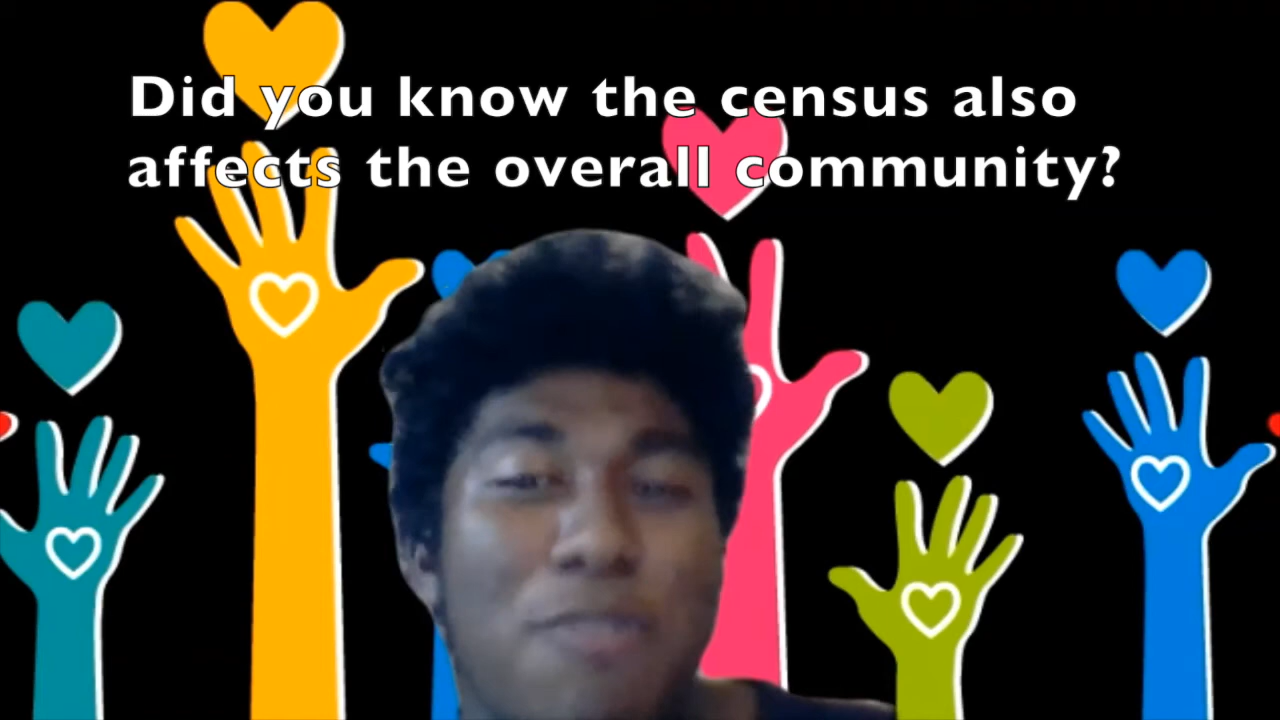 Did you know the census also
affects the overall community?